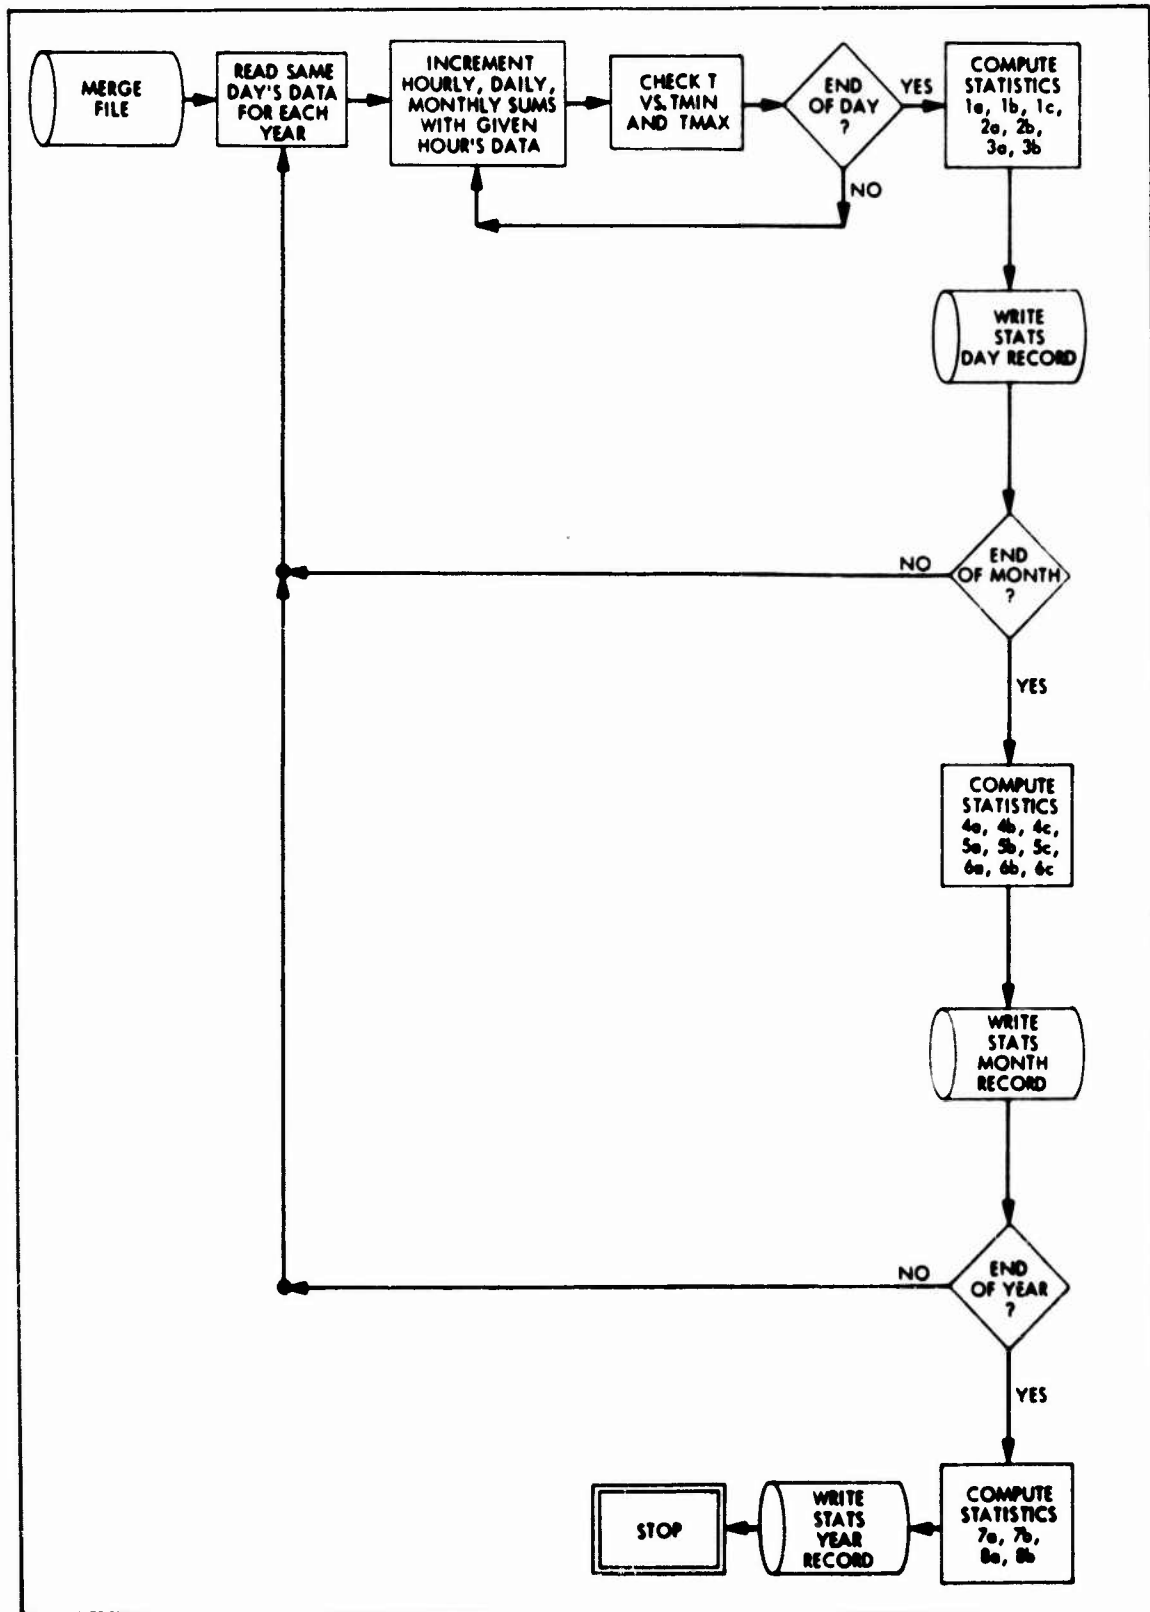 MERGE
FILE
READ SAME
DAY'S DATA
FOR EACH
YEAR
INCREMENT
HOURLY, DAILY,
MONTHLY SUMS
WITH GIVEN
HOUR'S DATA
CHECK T
VS. TMIN
AND TMAX
END
OF DAY
?
YES
NO
COMPUTE
STATISTICS
1a, 1b, 1c,
2a, 2b,
3a, 3b
WRITE
STATS
DAY RECORD
END
OF MONTH
?
NO
YES
COMPUTE
STATISTICS
4a, 4b, 4c,
5a, 5b, 5c,
6a, 6b, 6c
WRITE
STATS
MONTH
RECORD
END
OF YEAR
?
NO
YES
COMPUTE
STATISTICS
7a, 7b,
8a, 8b
WRITE
STATS
YEAR
RECORD
STOP